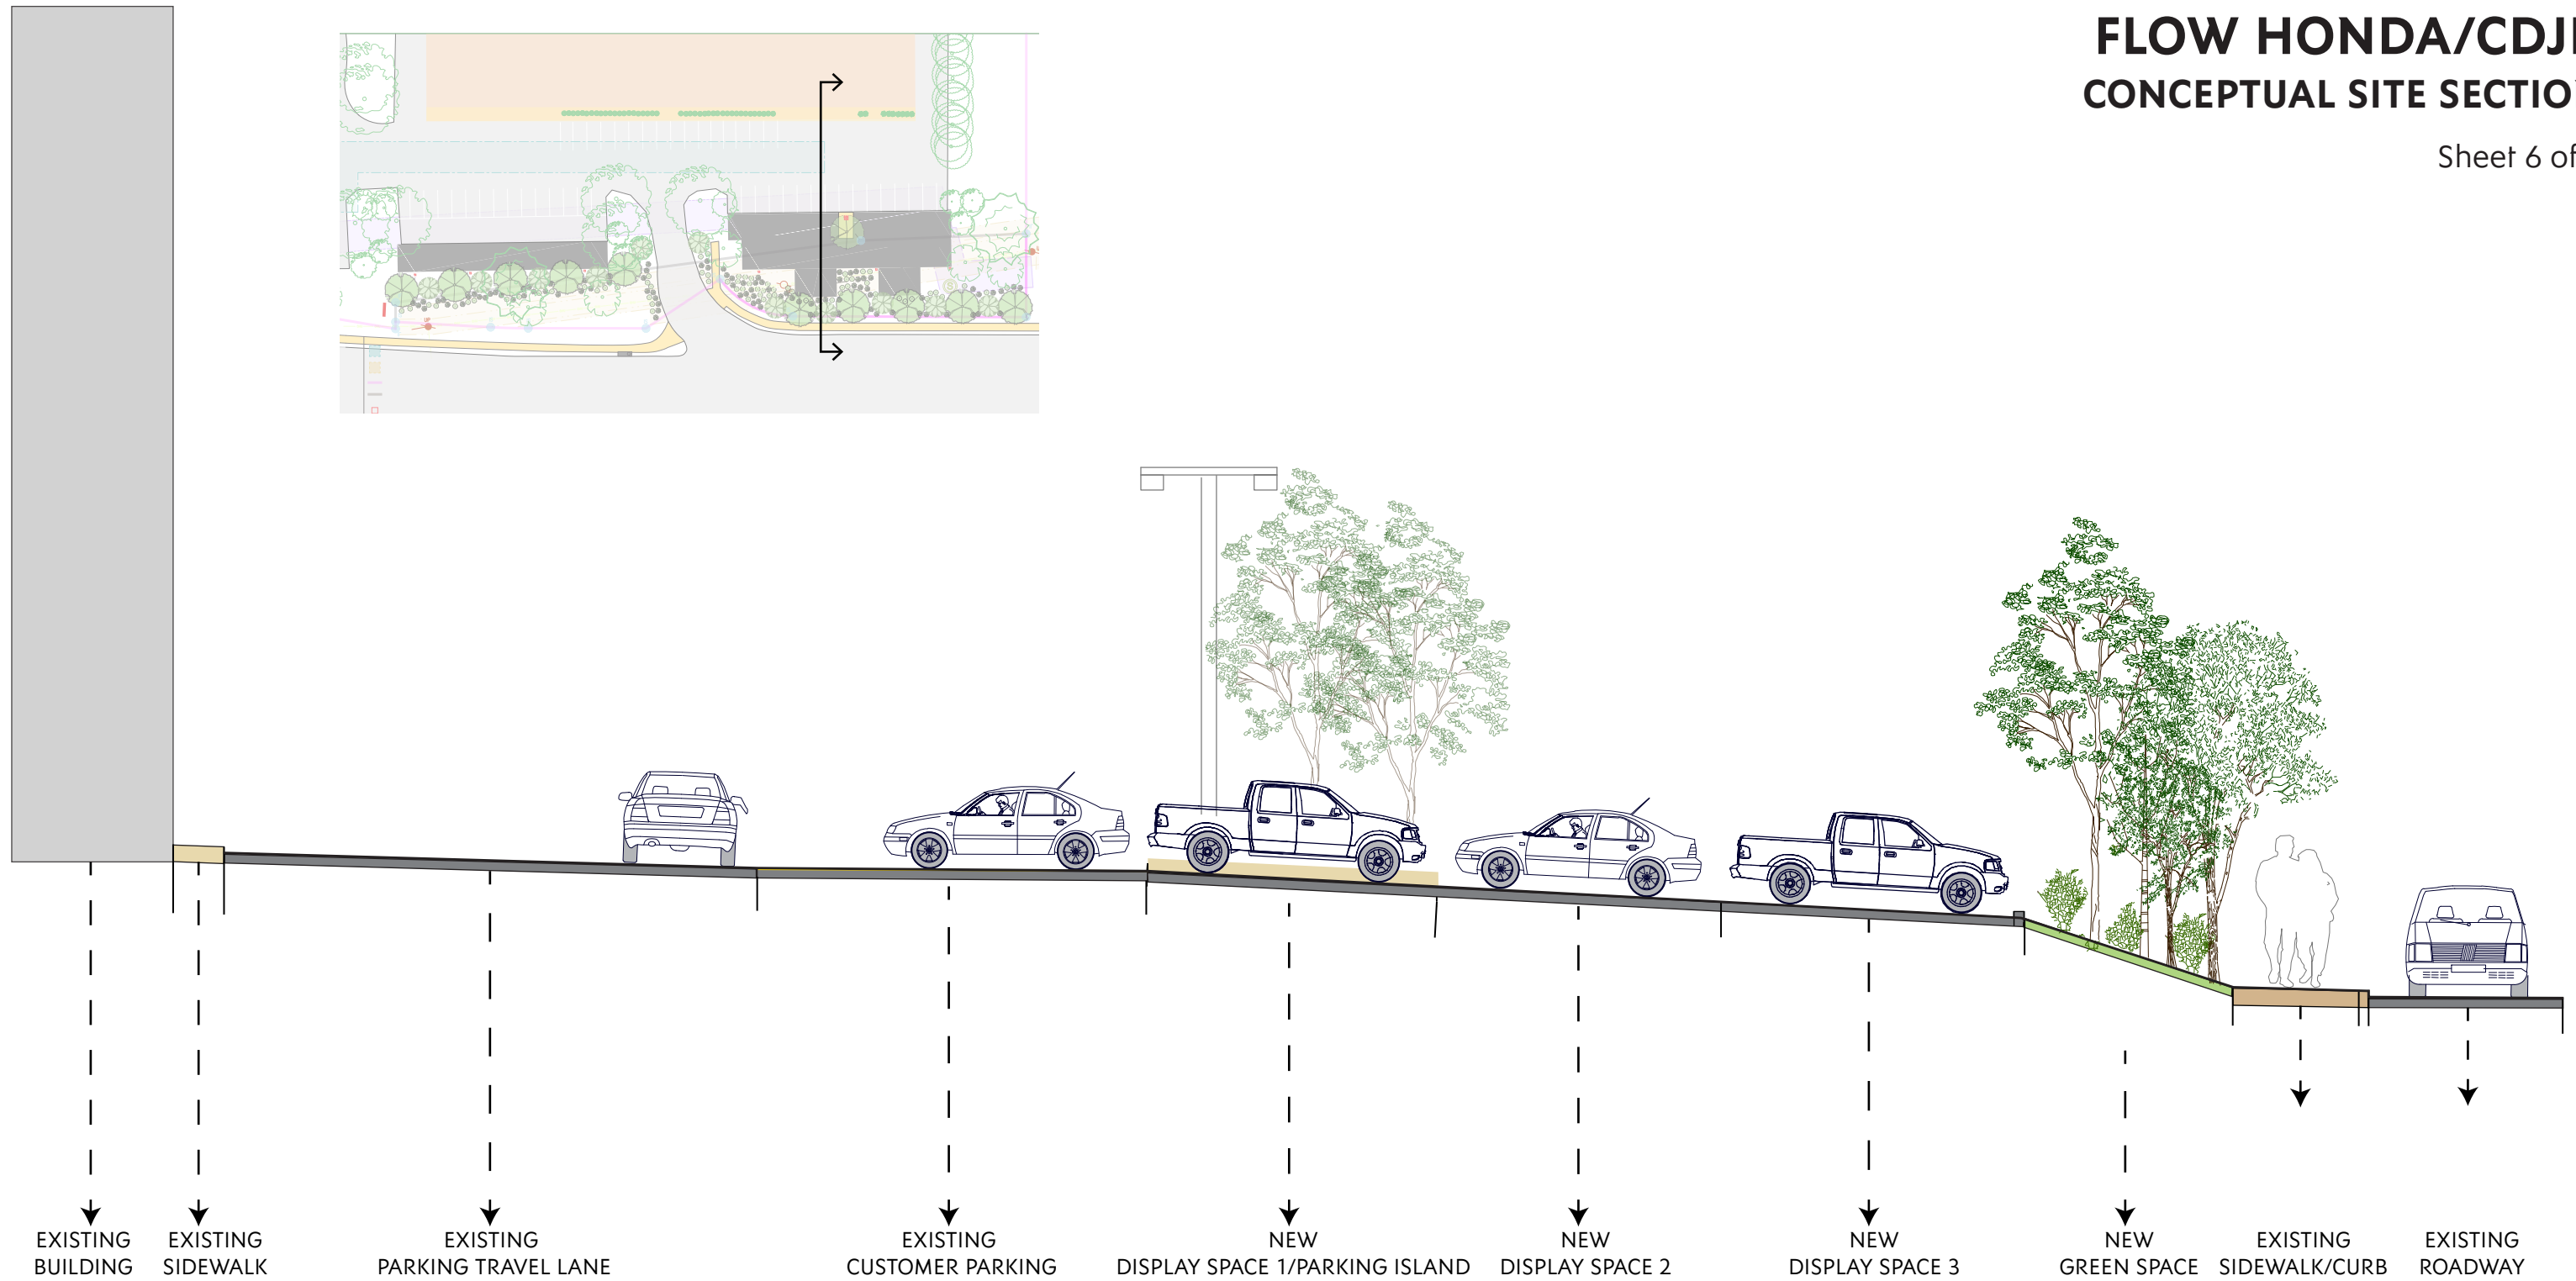 FLOW HONDA/
CONCEPTUAL SITE
Sheet 6 of
EXISTING
BUILDING
EXISTING
SIDEWALK
EXISTING
PARKING TRAVEL LANE
EXISTING
CUSTOMER PARKING
NEW
DISPLAY SPACE 1/PARKING ISLAND
NEW
DISPLAY SPACE 2
NEW
DISPLAY SPACE 3
NEW
GREEN SPACE
EXISTING
SIDEWALK/CURB
EXISTING
ROADWAY